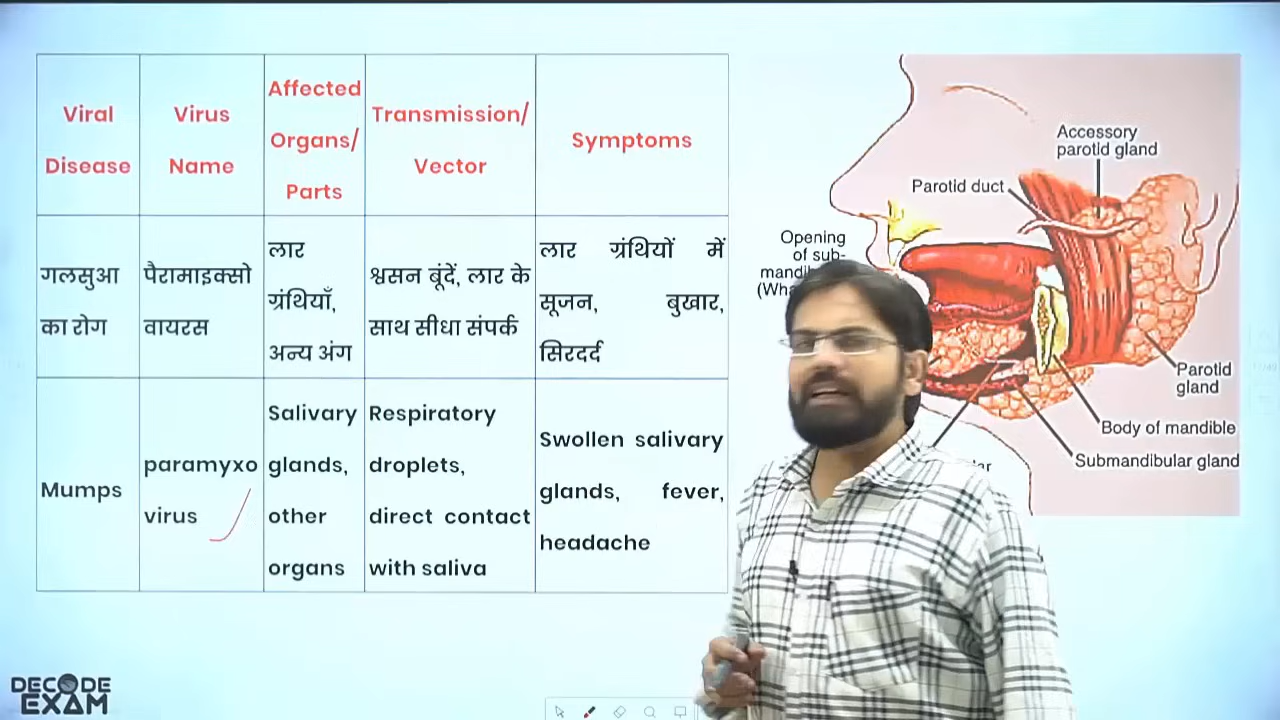 Viral
Disease
Virus
Name
Affected
Organs/
Parts
Transmission/
Vector
Symptoms
गलसुआ
का रोग
पैरामाइक्सो
वायरस
लार
ग्रंथियाँ,
अन्य अंग
श्वसन बूंदें, लार के
साथ सीधा संपर्क
लार ग्रंथियों में
सूजन, बुखार,
सिरदर्द
Mumps
paramyxo
virus
Salivary
glands,
other
organs
Respiratory
droplets,
direct contact
with saliva
Swollen salivary
glands, fever,
headache
Accessory
parotid gland
Parotid duct
Opening
of sub-
Parotid
gland
Body of mandible
Submandibular gland
DECODE
EXAM